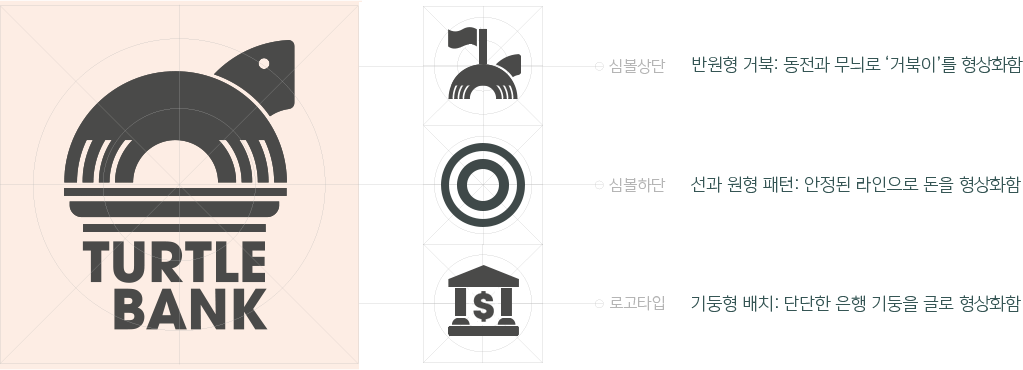 TURTLE
BANK
심볼상단
반원형 거북: 동전과 무늬로 ‘거북이’를 형상화함
심볼하단
선과 원형 패턴: 안정된 라인으로 돈을 형상화함
$
로고타입
기둥형 배치: 단단한 은행 기둥을 글로 형상화함